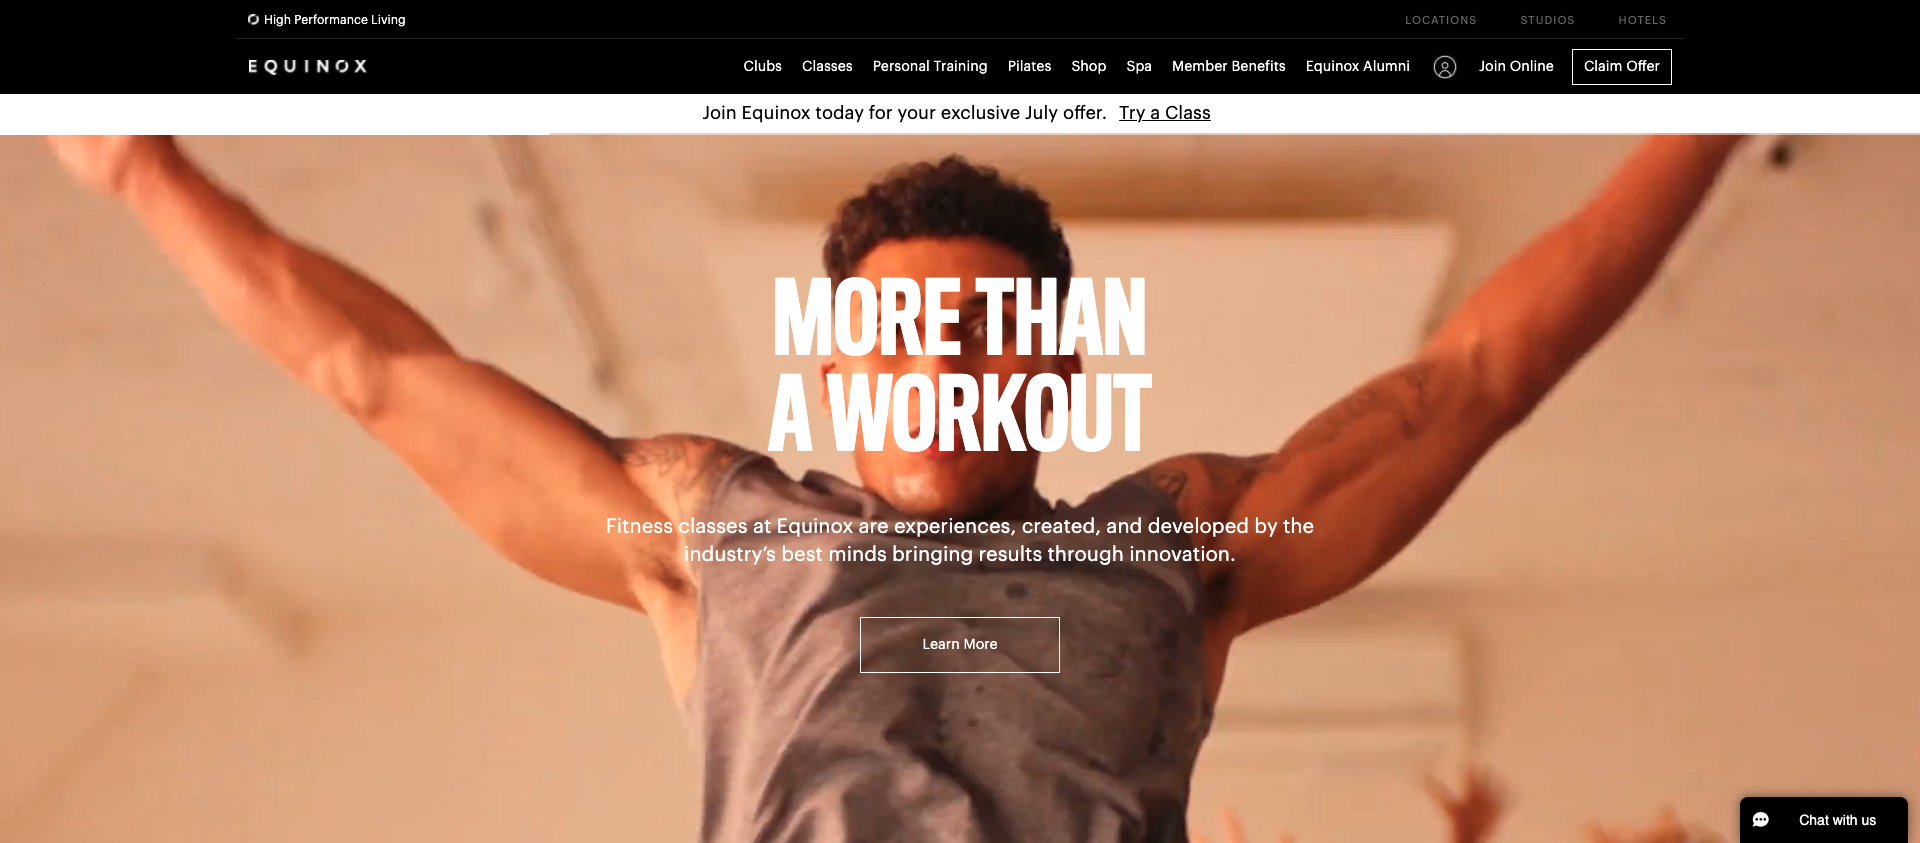 High Performance Living
LOCATIONS STUDIOS HOTELS
EQUINOX
Clubs Classes Personal Training Pilates Shop Spa Member Benefits Equinox Alumni Join Online Claim Offer
Join Equinox today for your exclusive July offer. Try a Class
MORE THAN
A WORKOUT
Fitness classes at Equinox are experiences, created, and developed by the
industry’s best minds bringing results through innovation.
Learn More
Chat with us